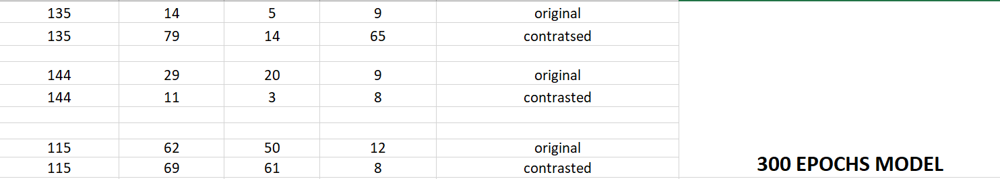 135 14 5 9 original
135 79 14 65 contratsed
144 29 20 9 original
144 11 3 8 contrasted
115 62 50 12 original
115 69 61 8 contrasted
300 EPOCHS MODEL